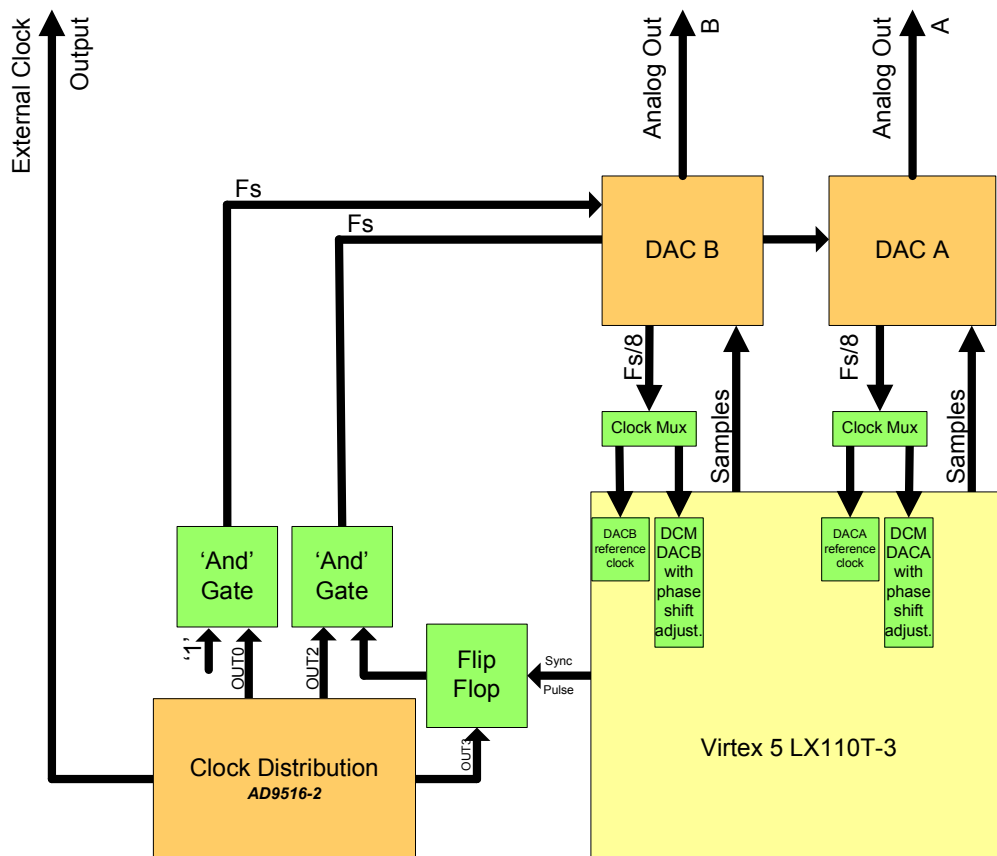 External Clock
Output
Analog Out
B
Analog Out
A
Fs
Fs
DAC B
DAC A
Fs/8
Fs/8
Samples
Samples
Clock Mux
Clock Mux
'And'
Gate
'And'
Gate
DACB
reference
clock
DCM
DACB
with
phase
shift
adjust.
DACA
reference
clock
DCM
DACA
with
phase
shift
adjust.
'1'
OUT0
OUT2
Flip
Flop
Sync
Pulse
OUT3
Clock Distribution
AD9516-2
Virtex 5 LX110T-3